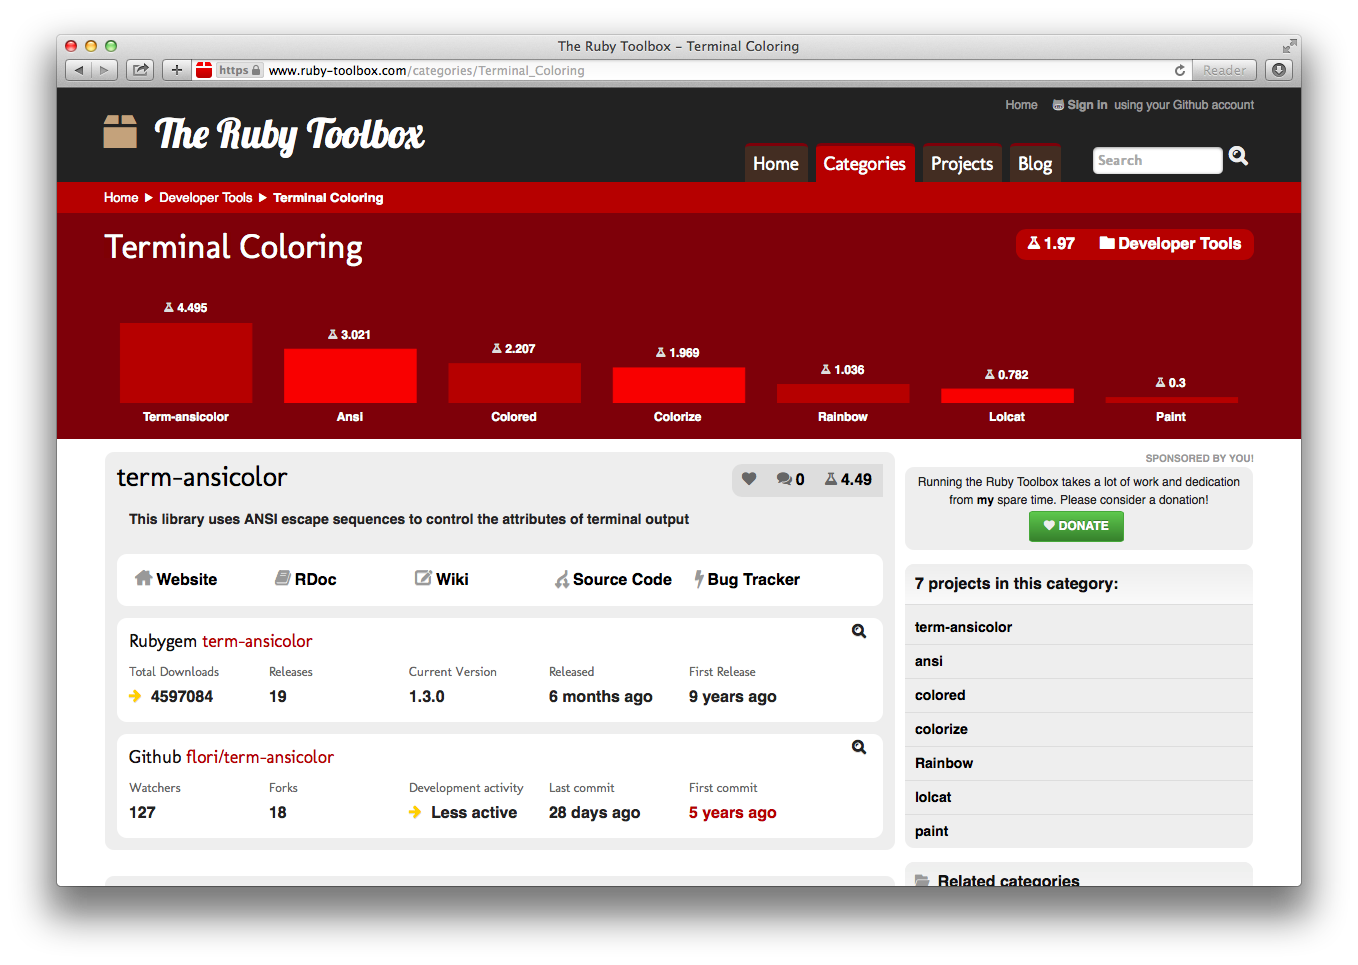 The Ruby Toolbox – Terminal Coloring
https www.ruby-toolbox.com/categories/Terminal_Coloring Reader
Home Sign In using your Github account
The Ruby Toolbox
Home Categories Projects Blog Search
Home Developer Tools Terminal Coloring
Terminal Coloring
1.97 Developer Tools
4.495 3.021 2.207 1.969 1.036 0.782 0.3
Term-ansicolor Ansi Colored Colorize Rainbow Lolcat Paint
term-ansicolor
0 4.49
This library uses ANSI escape sequences to control the attributes of terminal output
Website RDoc Wiki Source Code Bug Tracker
Rubygem term-ansicolor
Total Downloads Releases Current Version Released First Release
4597084 19 1.3.0 6 months ago 9 years ago
Github flori/term-ansicolor
Watchers Forks Development activity Last commit First commit
127 18 Less active 28 days ago 5 years ago
SPONSORED BY YOU!
Running the Ruby Toolbox takes a lot of work and dedication
from my spare time. Please consider a donation!
DONATE
7 projects in this category:
term-ansicolor
ansi
colored
colorize
Rainbow
lolcat
paint
Related categories